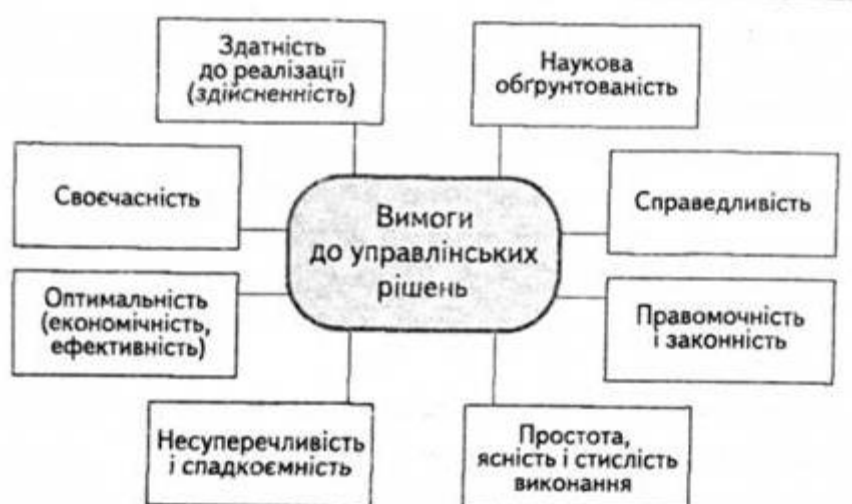 Здатність
до реалізації
(здійсненність)
Наукова
обґрунтованість
Своєчасність
Вимоги
до управлінських
рішень
Справедливість
Оптимальність
(економічність,
ефективність)
Правомочність
і законність
Несуперечливість
і спадкоємність
Простота,
ясність і стислість
виконання